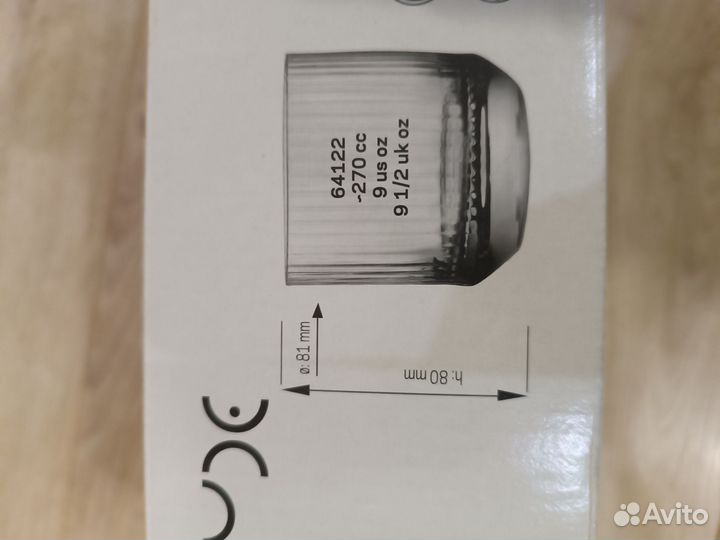 64122
-270 cc
9 us oz
9 1/2 uk oz
ø: 81 mm
h: 80 mm
Avito